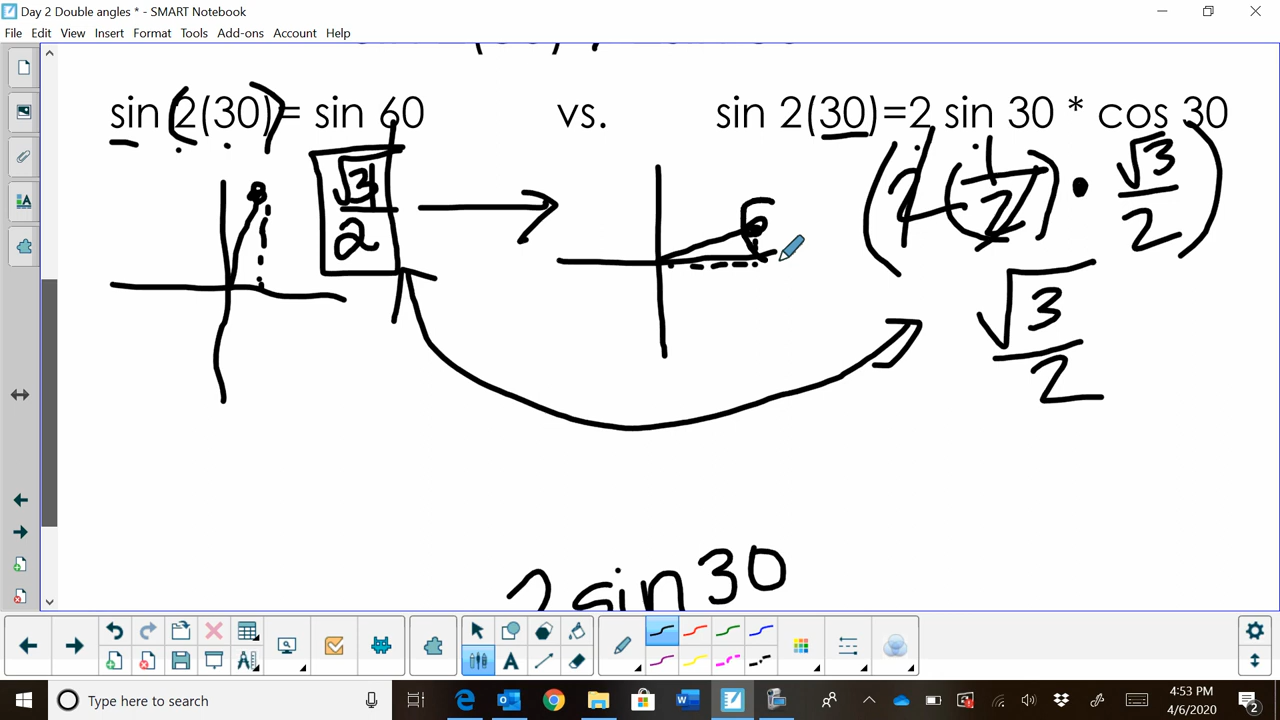 Day 2 Double angles * - SMART Notebook
File Edit View Insert Format Tools Add-ons Account Help
sin 2(30) = sin 60 vs. sin 2(30)=2 sin 30 * cos 30
√3/2
(2(1/2) • √3/2)
√3/2
2 sin 30
A
Type here to search
4:53 PM
4/6/2020
2